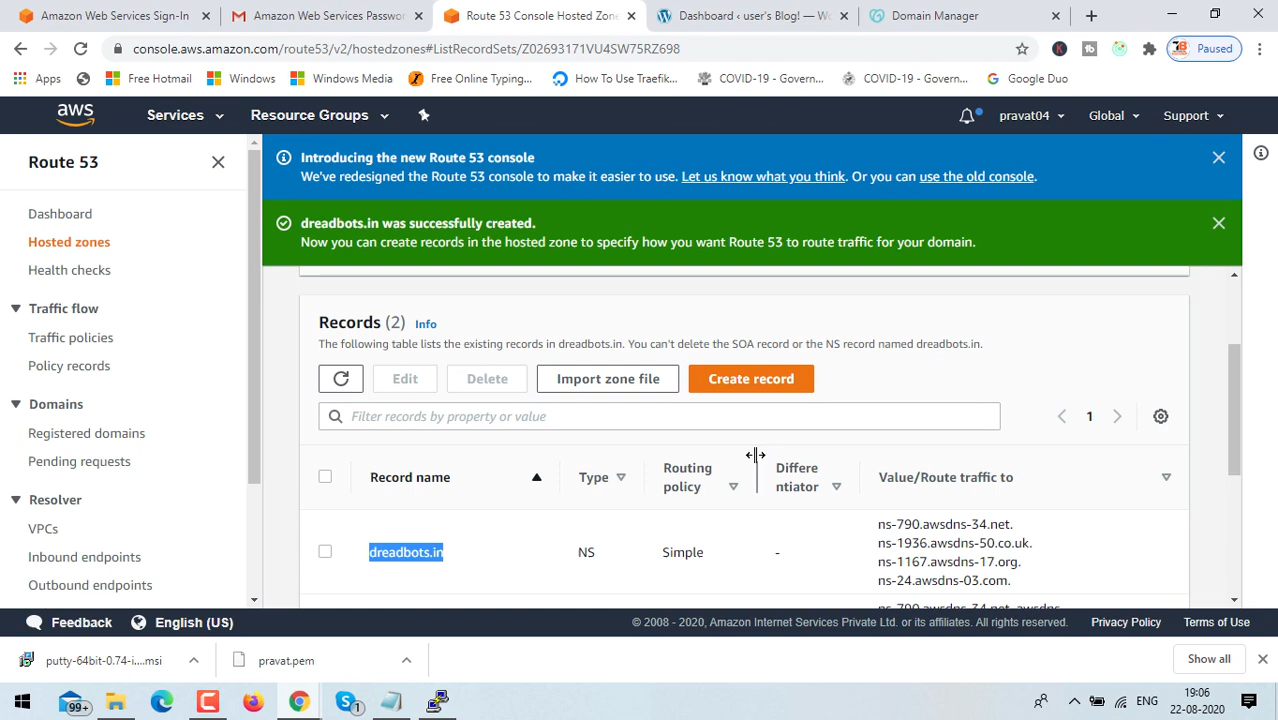 Amazon Web Services Sign-In
Amazon Web Services Passwor
Route 53 Console Hosted Zone
Dashboard ‹ user's Blog! — Wo
Domain Manager
console.aws.amazon.com/route53/v2/hostedzones#ListRecordSets/Z02693171VU4SW75RZ698
Paused
Apps
Free Hotmail
Windows
Windows Media
Free Online Typing...
How To Use Traefik...
COVID-19 - Govern...
COVID-19 - Govern...
Google Duo
aws
Services
Resource Groups
pravat04
Global
Support
Route 53
Dashboard
Hosted zones
Health checks
Traffic flow
Traffic policies
Policy records
Domains
Registered domains
Pending requests
Resolver
VPCs
Inbound endpoints
Outbound endpoints
Introducing the new Route 53 console
We've redesigned the Route 53 console to make it easier to use. Let us know what you think. Or you can use the old console.
dreadbots.in was successfully created.
Now you can create records in the hosted zone to specify how you want Route 53 to route traffic for your domain.
Records (2) Info
The following table lists the existing records in dreadbots.in. You can't delete the SOA record or the NS record named dreadbots.in.
Edit
Delete
Import zone file
Create record
Filter records by property or value
1
Record name
Type
Routing
policy
Differe
ntiator
Value/Route traffic to
dreadbots.in
NS
Simple
-
ns-790.awsdns-34.net.
ns-1936.awsdns-50.co.uk.
ns-1167.awsdns-17.org.
ns-24.awsdns-03.com.
ns-790.awsdns-34.net. awsdns
Feedback
English (US)
© 2008 - 2020, Amazon Internet Services Private Ltd. or its affiliates. All rights reserved.
Privacy Policy
Terms of Use
putty-64bit-0.74-i....msi
pravat.pem
Show all
99+
1
ENG
19:06
22-08-2020